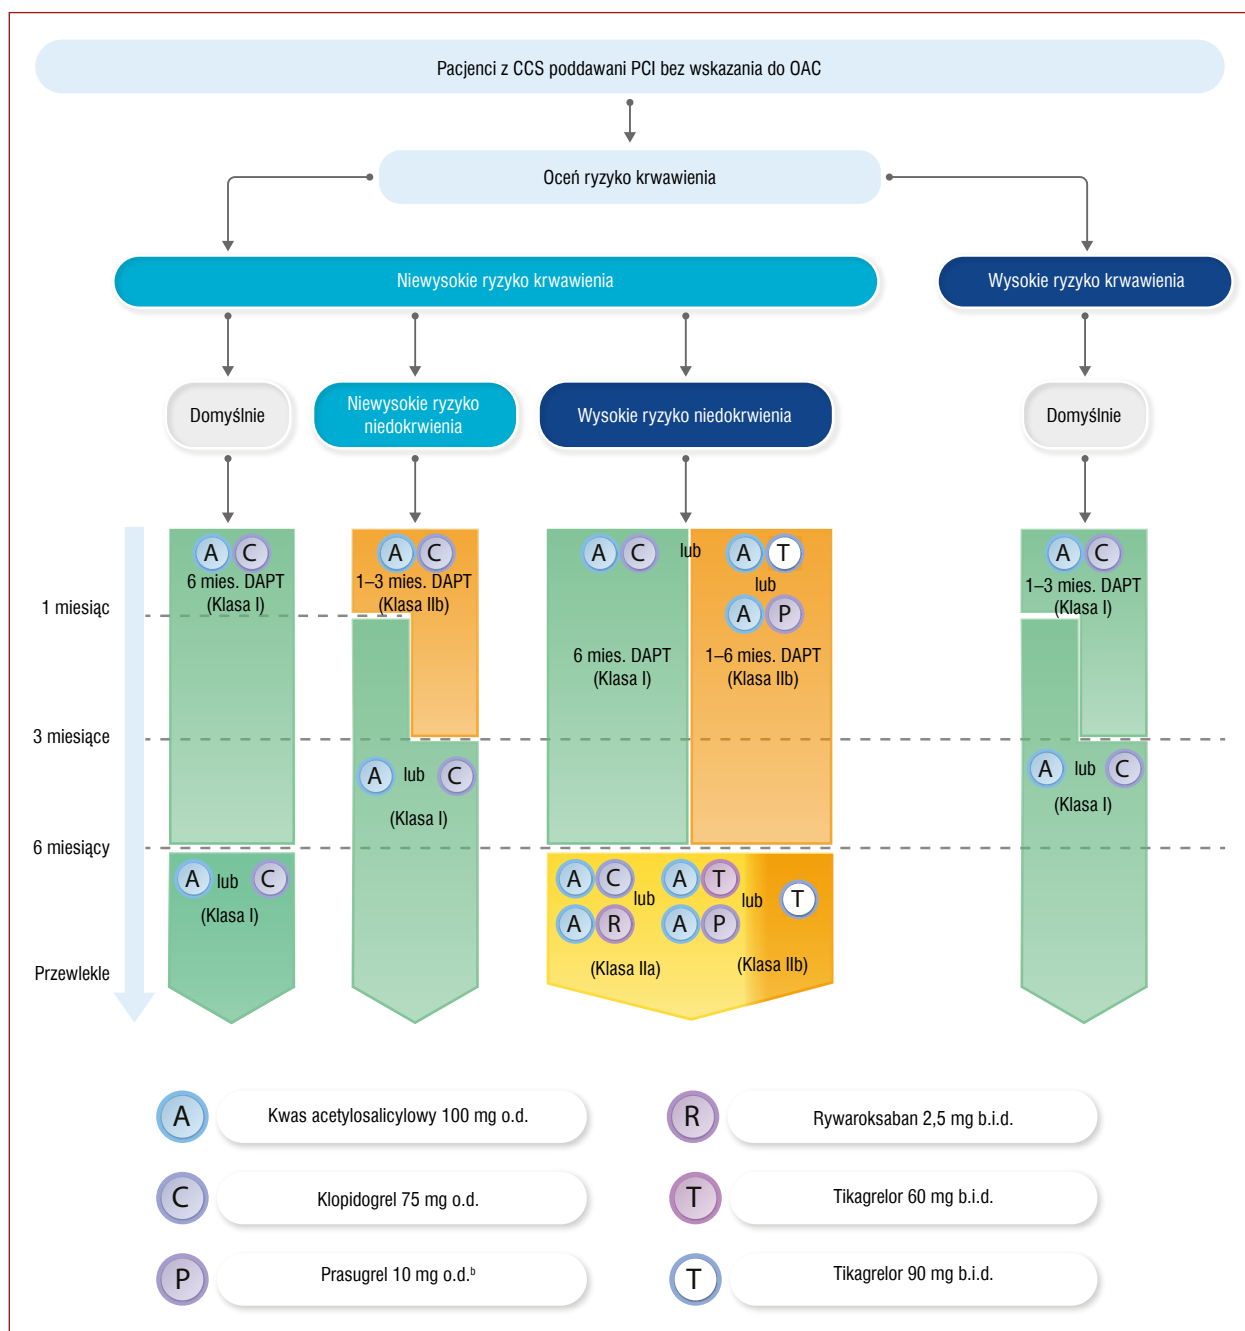 Pacjenci z CCS poddawani PCI bez wskazania do OAC
Oceń ryzyko krwawienia
Niewysokie ryzyko krwawienia
Wysokie ryzyko krwawienia
Domyślnie
Niewysokie ryzyko
niedokrwienia
Wysokie ryzyko niedokrwienia
Domyślnie
A C
6 mies. DAPT
(Klasa I)
A C
1–3 mies. DAPT
(Klasa IIb)
A C lub A T
lub
A P
6 mies. DAPT
(Klasa I)
1–6 mies. DAPT
(Klasa IIb)
A C
1–3 mies. DAPT
(Klasa I)
1 miesiąc
3 miesiące
A lub C
(Klasa I)
A lub C
(Klasa I)
6 miesiący
A lub C
(Klasa I)
A C lub A T lub T
A R A P
(Klasa IIa)
(Klasa IIb)
Przewlekle
A Kwas acetylosalicylowy 100 mg o.d.
R Rywaroksaban 2,5 mg b.i.d.
C Klopidogrel 75 mg o.d.
T Tikagrelor 60 mg b.i.d.
P Prasugrel 10 mg o.d.ᵇ
T Tikagrelor 90 mg b.i.d.